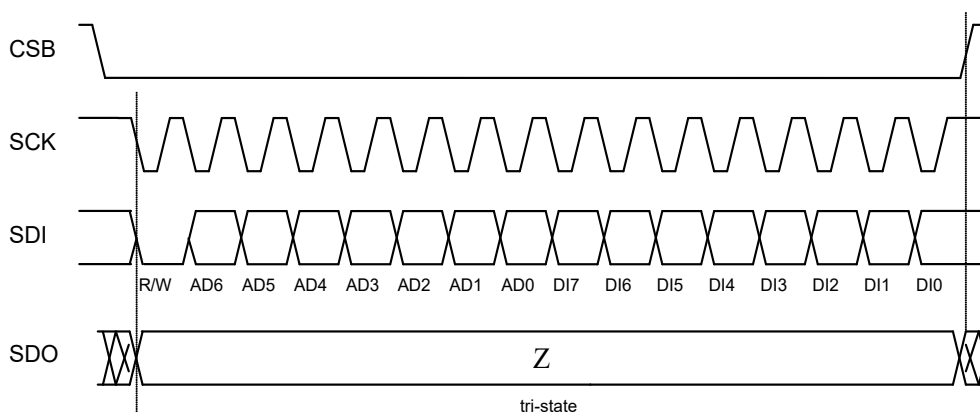 CSB
SCK
SDI
R/W AD6 AD5 AD4 AD3 AD2 AD1 AD0 DI7 DI6 DI5 DI4 DI3 DI2 DI1 DI0
SDO
Z
tri-state